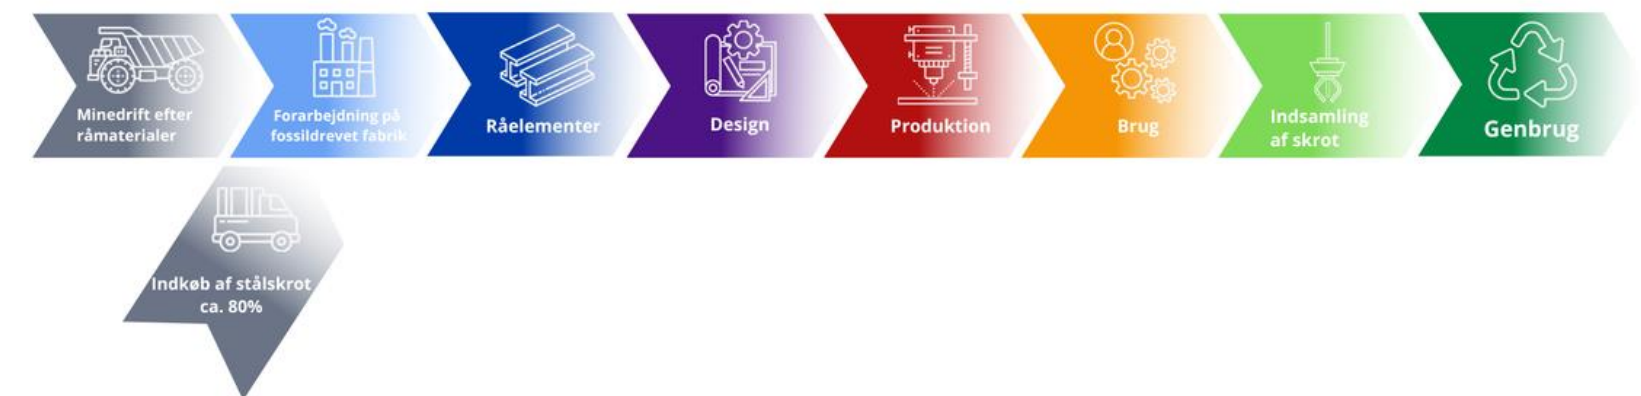 Minedrift efter
råmaterialer
Forarbejdning på
fossildrevet fabrik
Råelementer
Design
Produktion
Brug
Indsamling
af skrot
Genbrug
Indkøb af stålskrot
ca. 80%